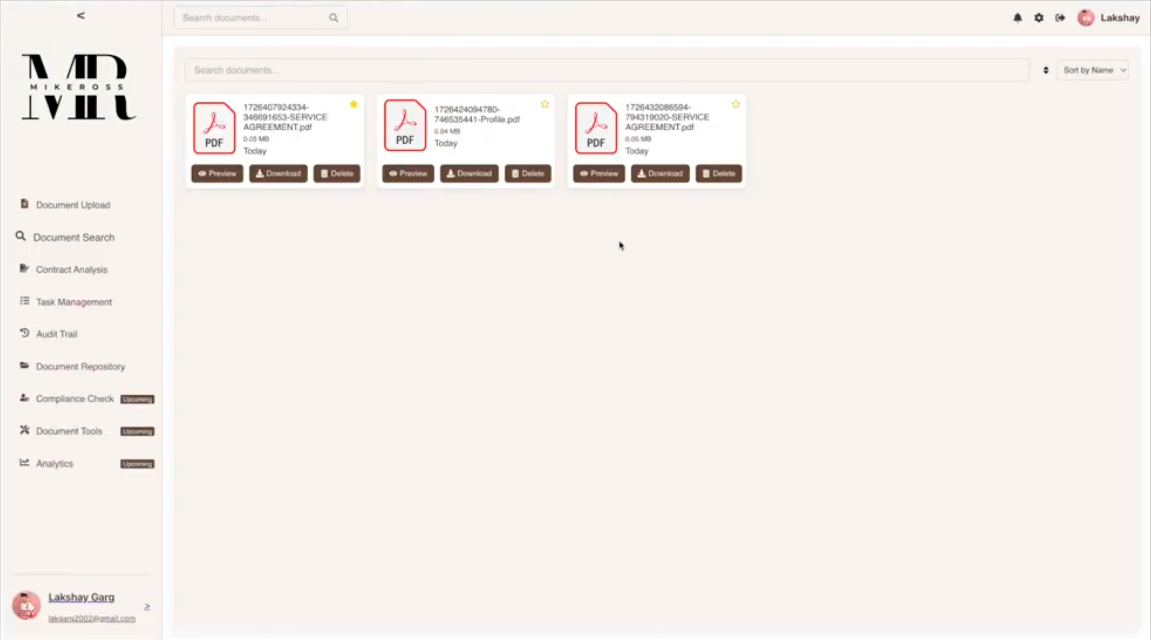 <
Search documents...
Lakshay
MR
MIKEROSS
Search documents...
Sort by Name
1726407924334-
346691653-SERVICE
AGREEMENT.pdf
0.05 MB
Today
PDF
Preview
Download
Delete
1726424094780-
746535441-Profile.pdf
0.04 MB
Today
PDF
Preview
Download
Delete
1726432086594-
794319020-SERVICE
AGREEMENT.pdf
0.05 MB
Today
PDF
Preview
Download
Delete
Document Upload
Document Search
Contract Analysis
Task Management
Audit Trail
Document Repository
Compliance Check Upcoming
Document Tools Upcoming
Analytics Upcoming
Lakshay Garg
lakgarg2002@gmail.com
>